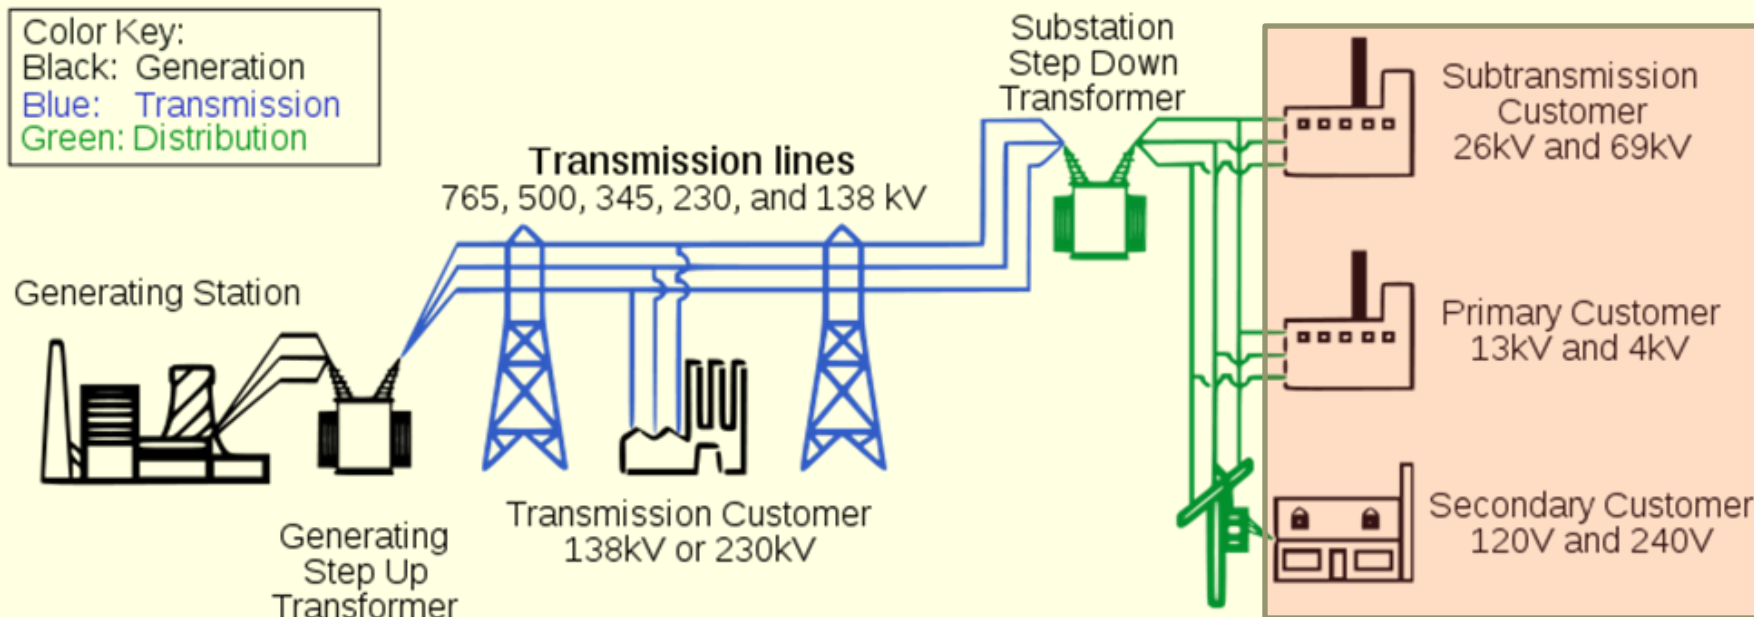 Color Key:
Black: Generation
Blue: Transmission
Green: Distribution
Substation
Step Down
Transformer
Subtransmission
Customer
26kV and 69kV
Transmission lines
765, 500, 345, 230, and 138 kV
Generating Station
Primary Customer
13kV and 4kV
Transmission Customer
138kV or 230kV
Generating
Step Up
Transformer
Secondary Customer
120V and 240V